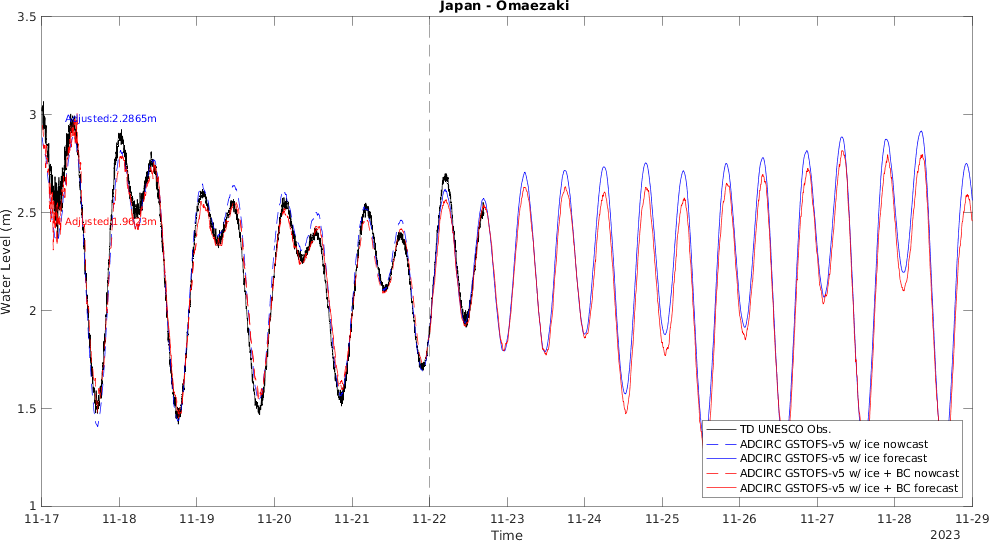 Japan - Omaezaki
3.5
3
2.5
2
1.5
1
Water Level (m)
Adjusted:2.2865m
TD UNESCO Obs.
ADCIRC GSTOFS-v5 w/ ice nowcast
ADCIRC GSTOFS-v5 w/ ice forecast
ADCIRC GSTOFS-v5 w/ ice + BC nowcast
ADCIRC GSTOFS-v5 w/ ice + BC forecast
11-17 11-18 11-19 11-20 11-21 11-22 11-23 11-24 11-25 11-26 11-27 11-28 11-29
Time
2023